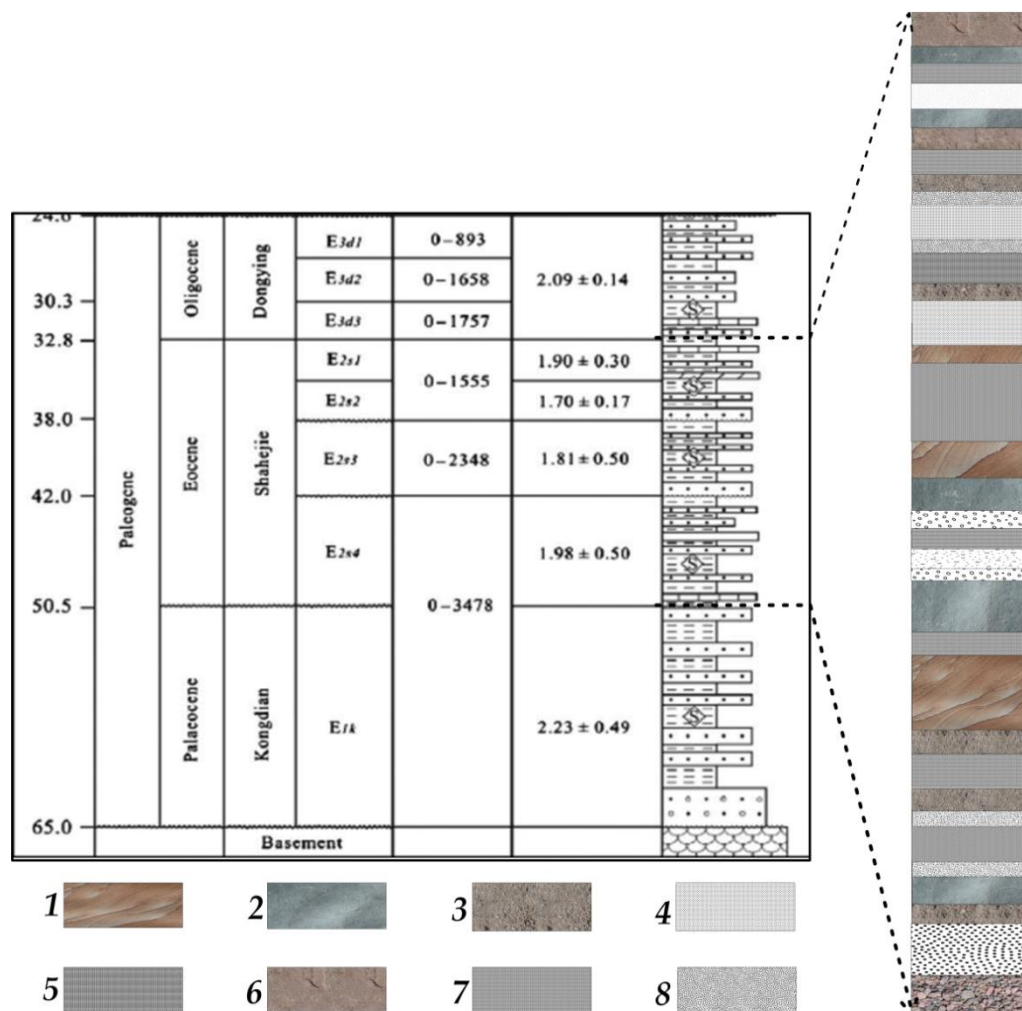 24.6
Oligocene Dongying E3d1 0-893 2.09 ± 0.14
E3d2 0-1658
30.3
E3d3 0-1757
32.8
Paleogene Eocene Shahejie E2s1 0-1555 1.90 ± 0.30
E2s2 1.70 ± 0.17
38.0
E2s3 0-2348 1.81 ± 0.50
42.0
E2s4 1.98 ± 0.50
50.5 0-3478
Palaeocene Kongdian E1k 2.23 ± 0.49
65.0
Basement
S
S
S
S
S
1 2 3 4
5 6 7 8